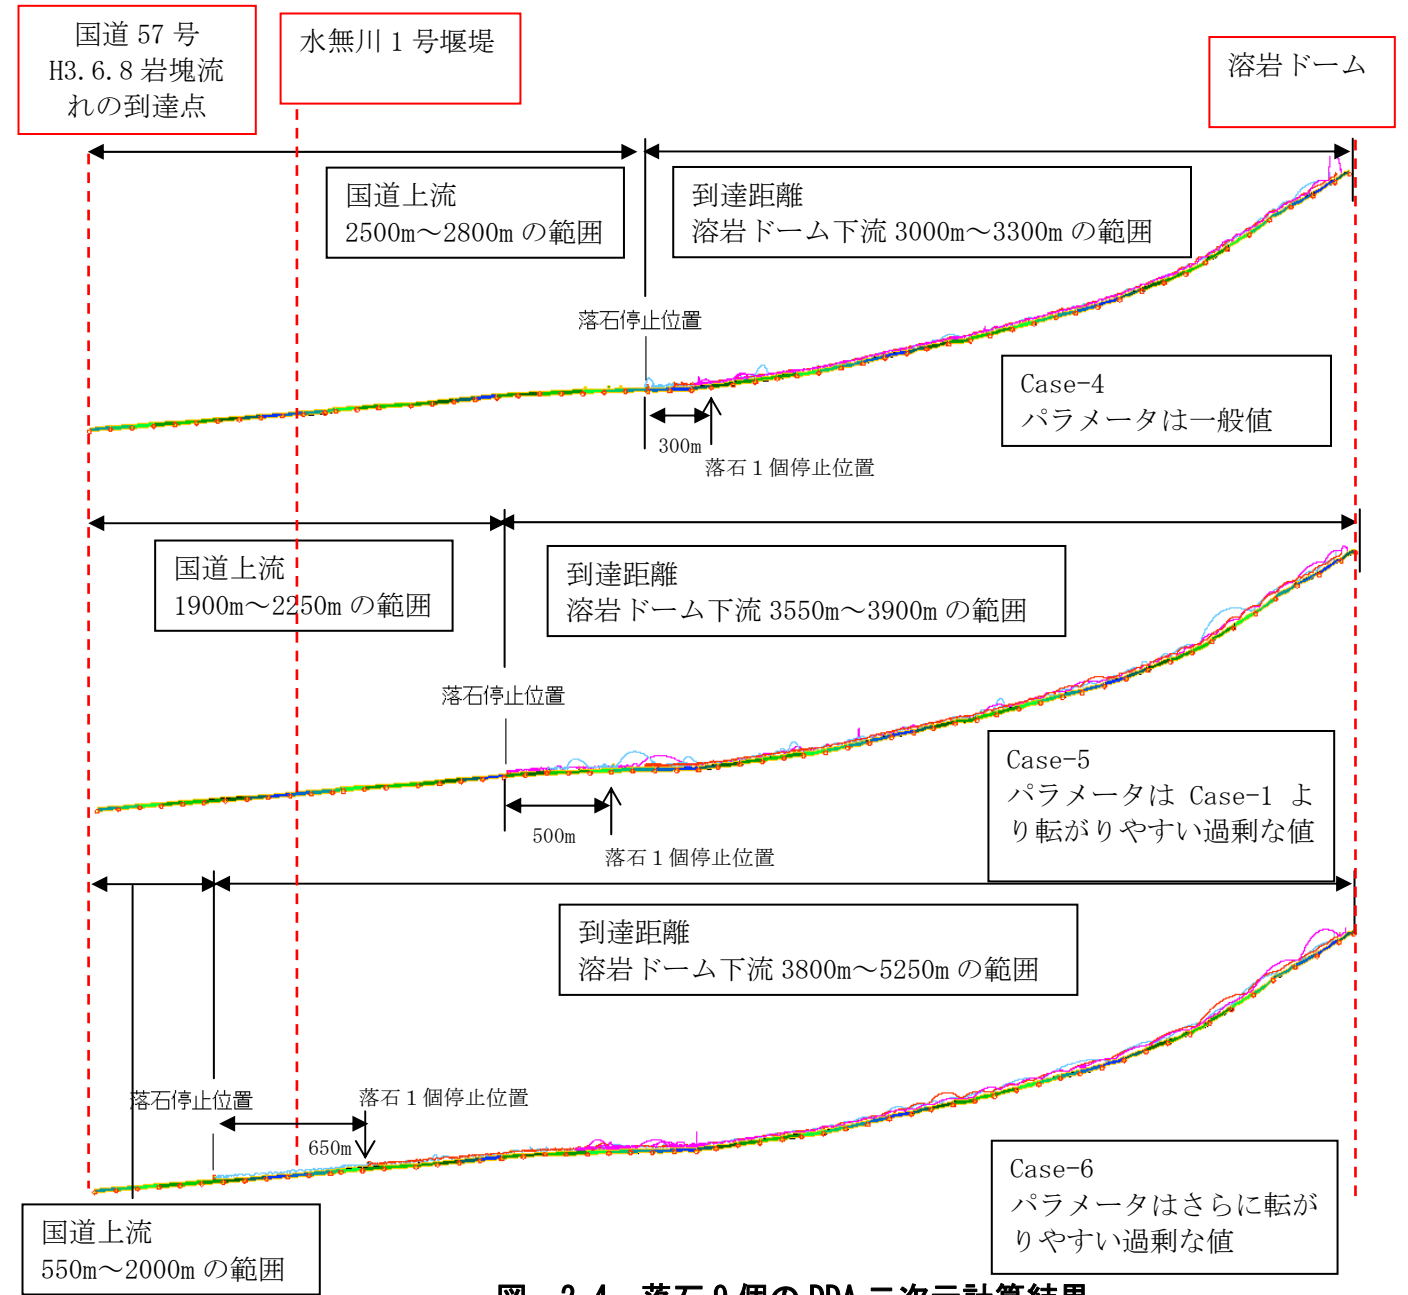 国道 57 号
H3.6.8 岩塊流
れの到達点
水無川 1 号堰堤
溶岩ドーム
国道上流
2500m～2800m の範囲
到達距離
溶岩ドーム下流 3000m～3300m の範囲
落石停止位置
300m
落石 1 個停止位置
Case-4
パラメータは一般値
国道上流
1900m～2250m の範囲
到達距離
溶岩ドーム下流 3550m～3900m の範囲
落石停止位置
500m
落石 1 個停止位置
Case-5
パラメータは Case-1 よ
り転がりやすい過剰な値
到達距離
溶岩ドーム下流 3800m～5250m の範囲
落石停止位置
落石 1 個停止位置
650m
Case-6
パラメータはさらに転が
りやすい過剰な値
国道上流
550m～2000m の範囲